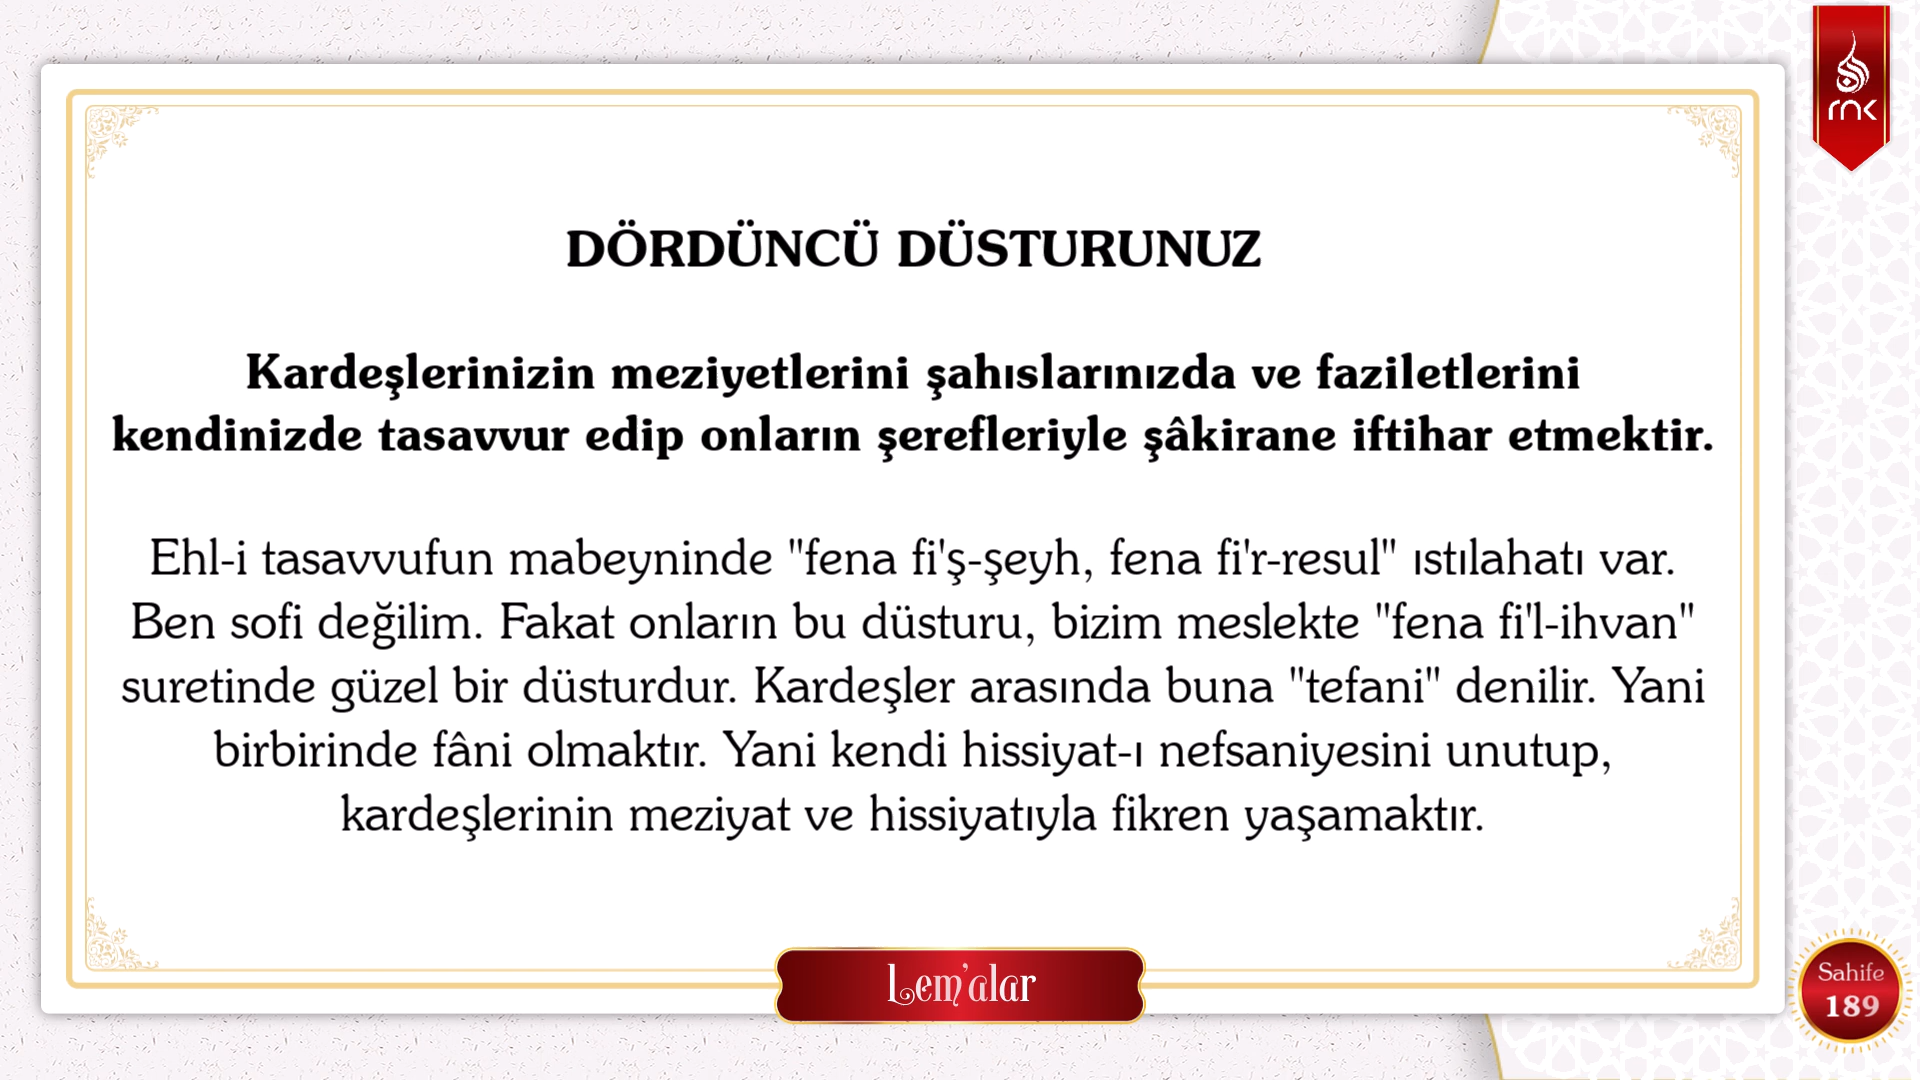 rnk
DÖRDÜNCÜ DÜSTURUNUZ
Kardeşlerinizin meziyetlerini şahıslarınızda ve faziletlerini
kendinizde tasavvur edip onların şerefleriyle şâkirane iftihar etmektir.
Ehl-i tasavvufun mabeyninde "fena fi'ş-şeyh, fena fi'r-resul" ıstılahatı var.
Ben sofi değilim. Fakat onların bu düsturu, bizim meslekte "fena fi'l-ihvan"
suretinde güzel bir düsturdur. Kardeşler arasında buna "tefani" denilir. Yani
birbirinde fâni olmaktır. Yani kendi hissiyat-ı nefsaniyesini unutup,
kardeşlerinin meziyat ve hissiyatıyla fikren yaşamaktır.
Lem'alar
Sahife
189